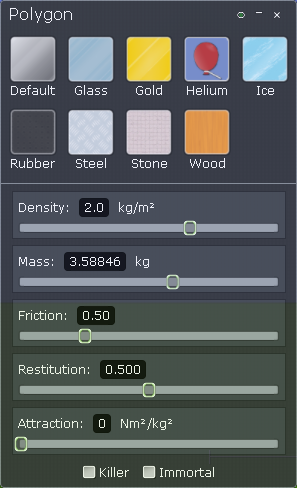 Polygon
Default Glass Gold Helium Ice
Rubber Steel Stone Wood
Density: 2.0 kg/m²
Mass: 3.58846 kg
Friction: 0.50
Restitution: 0.500
Attraction: 0 Nm²/kg²
Killer Immortal